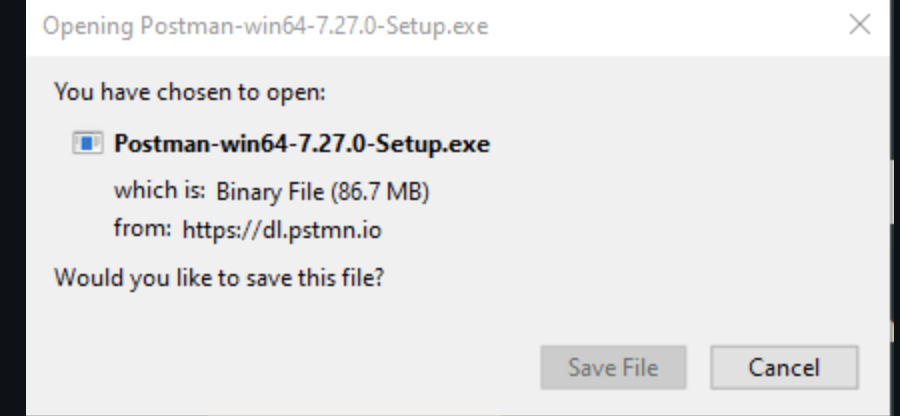 Opening Postman-win64-7.27.0-Setup.exe
You have chosen to open:
Postman-win64-7.27.0-Setup.exe
which is: Binary File (86.7 MB)
from: https://dl.pstmn.io
Would you like to save this file?
Save File Cancel